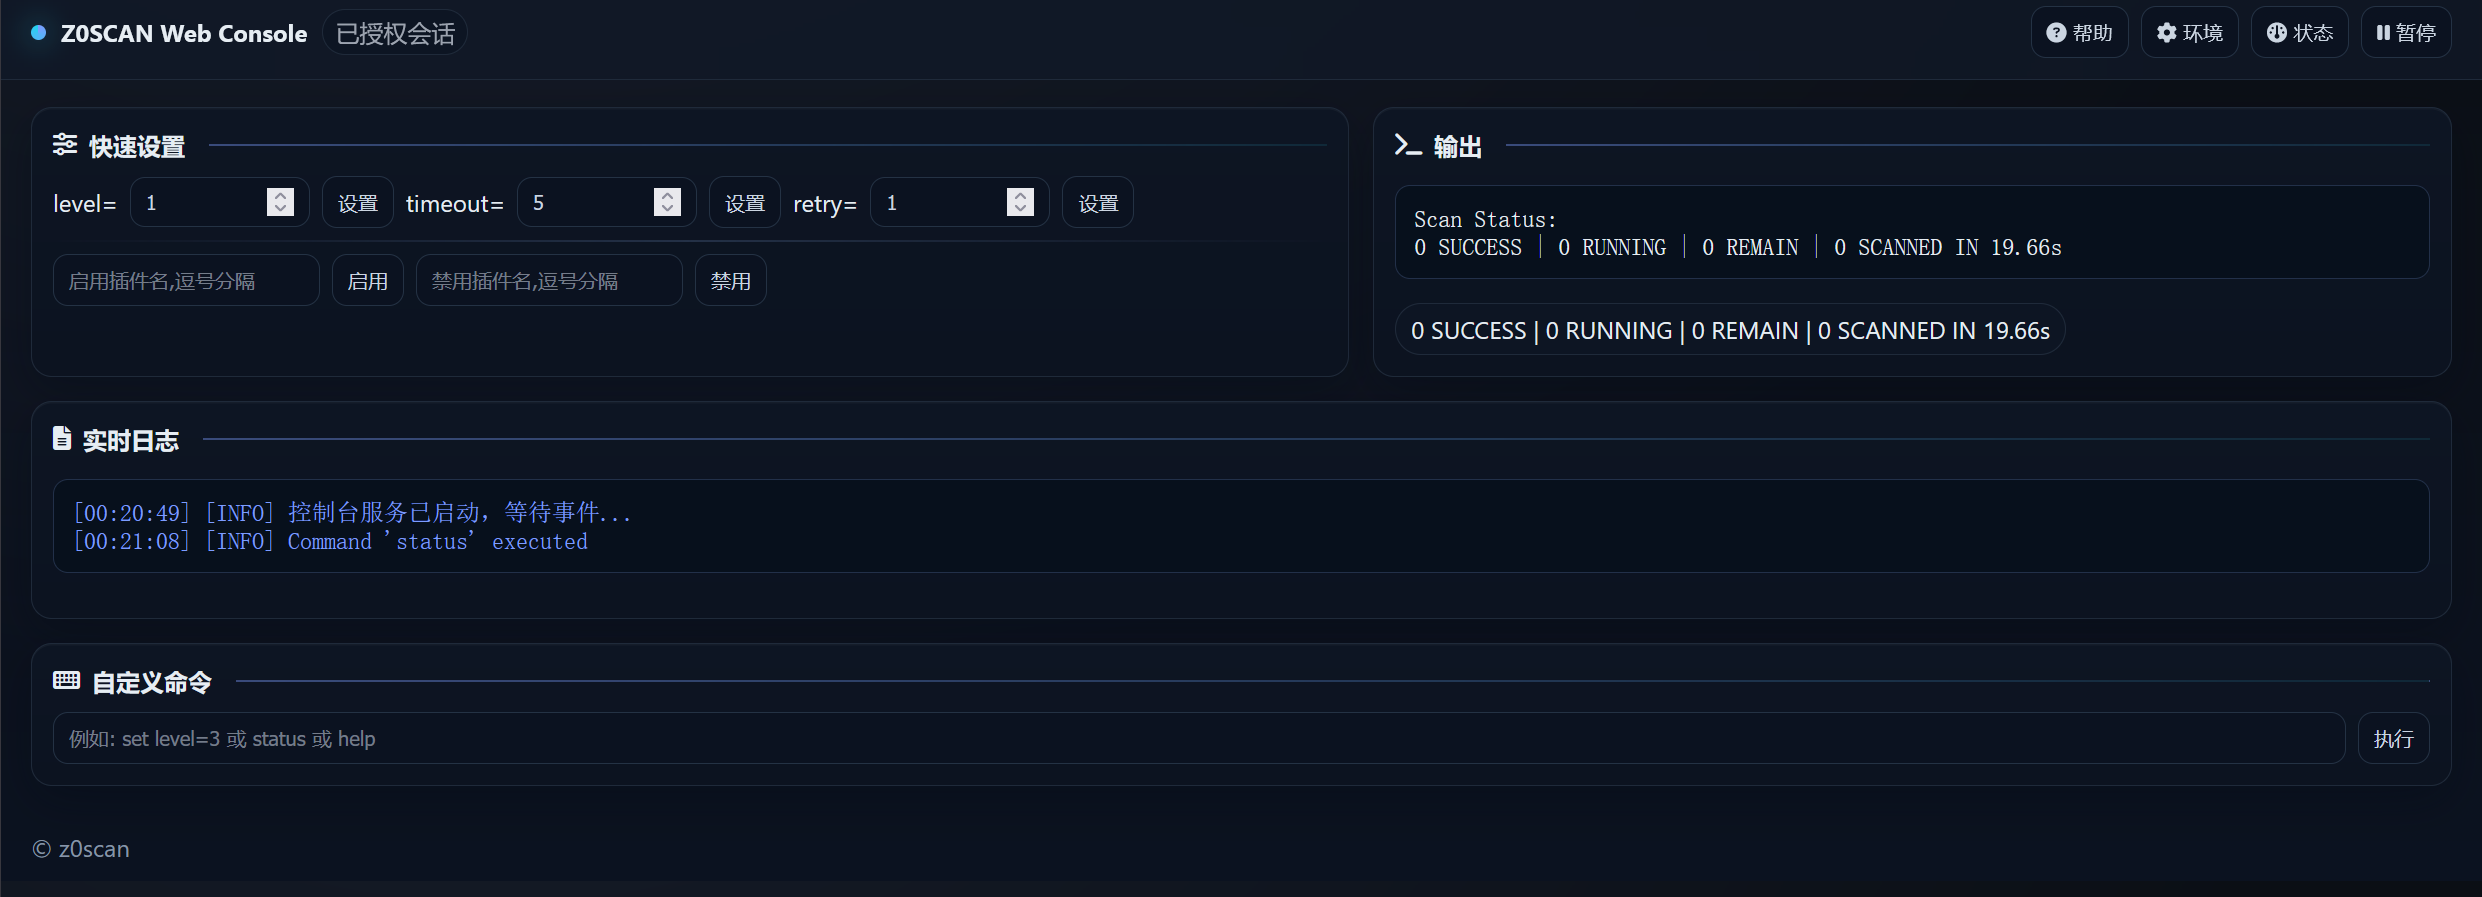 Z0SCAN Web Console 已授权会话 帮助 环境 状态 暂停
快速设置
level= 1 设置 timeout= 5 设置 retry= 1 设置
启用插件名,逗号分隔 启用 禁用插件名,逗号分隔 禁用
输出
Scan Status:
0 SUCCESS | 0 RUNNING | 0 REMAIN | 0 SCANNED IN 19.66s
0 SUCCESS | 0 RUNNING | 0 REMAIN | 0 SCANNED IN 19.66s
实时日志
[00:20:49] [INFO] 控制台服务已启动，等待事件...
[00:21:08] [INFO] Command 'status' executed
自定义命令
例如: set level=3 或 status 或 help 执行
© z0scan